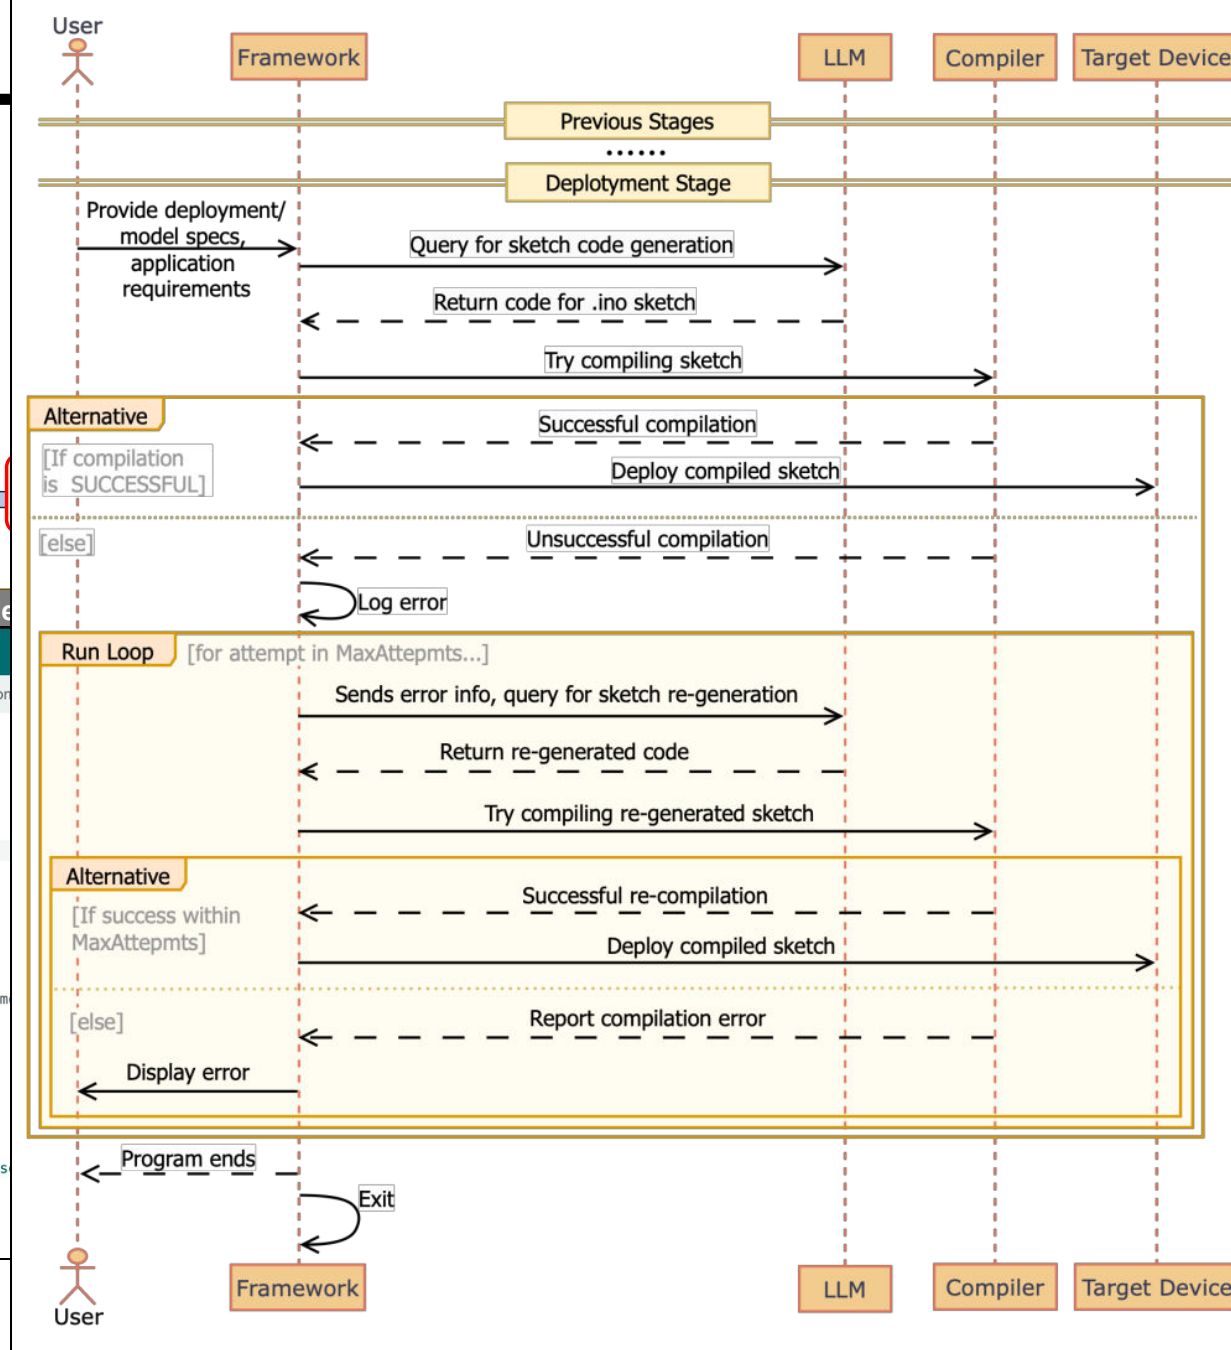 User
Framework
LLM
Compiler
Target Device
Previous Stages
......
Deplotyment Stage
Provide deployment/
model specs,
application
requirements
Query for sketch code generation
Return code for .ino sketch
Try compiling sketch
Alternative
Successful compilation
[If compilation
is SUCCESSFUL]
Deploy compiled sketch
[else]
Unsuccessful compilation
Log error
Run Loop
[for attempt in MaxAttepmts...]
Sends error info, query for sketch re-generation
Return re-generated code
Try compiling re-generated sketch
Alternative
Successful re-compilation
[If success within
MaxAttepmts]
Deploy compiled sketch
[else]
Report compilation error
Display error
Program ends
Exit
User
Framework
LLM
Compiler
Target Device